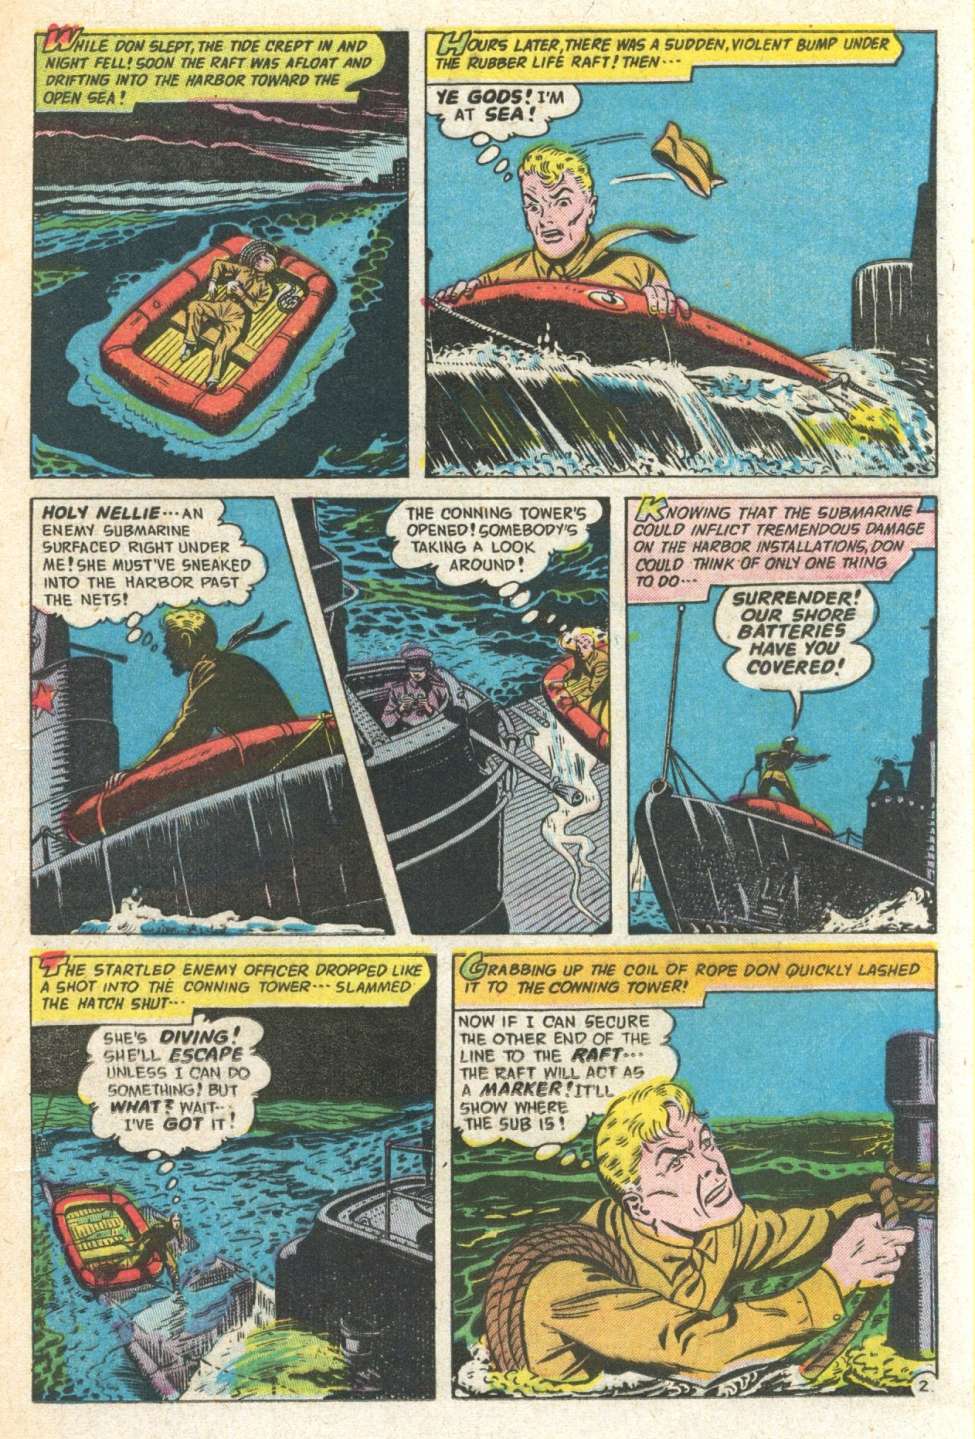 WHILE DON SLEPT, THE TIDE CREPT IN AND
NIGHT FELL! SOON THE RAFT WAS AFLOAT AND
DRIFTING INTO THE HARBOR TOWARD THE
OPEN SEA!
HOURS LATER, THERE WAS A SUDDEN, VIOLENT BUMP UNDER
THE RUBBER LIFE RAFT! THEN---
YE GODS! I'M
AT SEA!
HOLY NELLIE---AN
ENEMY SUBMARINE
SURFACED RIGHT UNDER
ME! SHE MUST'VE SNEAKED
INTO THE HARBOR PAST
THE NETS!
THE CONNING TOWER'S
OPENED! SOMEBODY'S
TAKING A LOOK
AROUND!
KNOWING THAT THE SUBMARINE
COULD INFLICT TREMENDOUS DAMAGE
ON THE HARBOR INSTALLATIONS, DON
COULD THINK OF ONLY ONE THING
TO DO---
SURRENDER!
OUR SHORE
BATTERIES
HAVE YOU
COVERED!
THE STARTLED ENEMY OFFICER DROPPED LIKE
A SHOT INTO THE CONNING TOWER--- SLAMMED
THE HATCH SHUT---
SHE'S DIVING!
SHE'LL ESCAPE
UNLESS I CAN DO
SOMETHING! BUT
WHAT? WAIT--
I'VE GOT IT!
GRABBING UP THE COIL OF ROPE DON QUICKLY LASHED
IT TO THE CONNING TOWER!
NOW IF I CAN SECURE
THE OTHER END OF THE
LINE TO THE RAFT---
THE RAFT WILL ACT AS
A MARKER! IT'LL
SHOW WHERE
THE SUB IS!
2